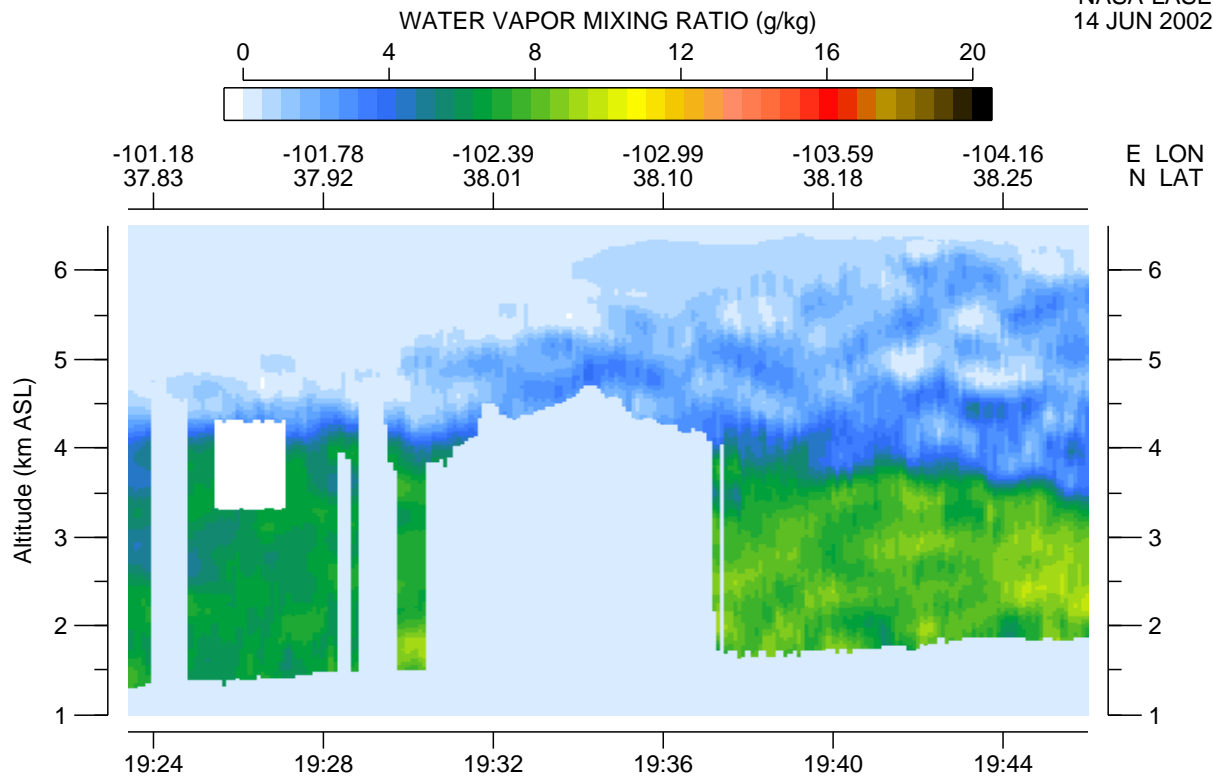 NASA LASE
WATER VAPOR MIXING RATIO (g/kg) 14 JUN 2002
0 4 8 12 16 20
-101.18 -101.78 -102.39 -102.99 -103.59 -104.16 E LON
37.83 37.92 38.01 38.10 38.18 38.25 N LAT
6 6
5 5
4 4
Altitude (km ASL)
3 3
2 2
1 1
19:24 19:28 19:32 19:36 19:40 19:44